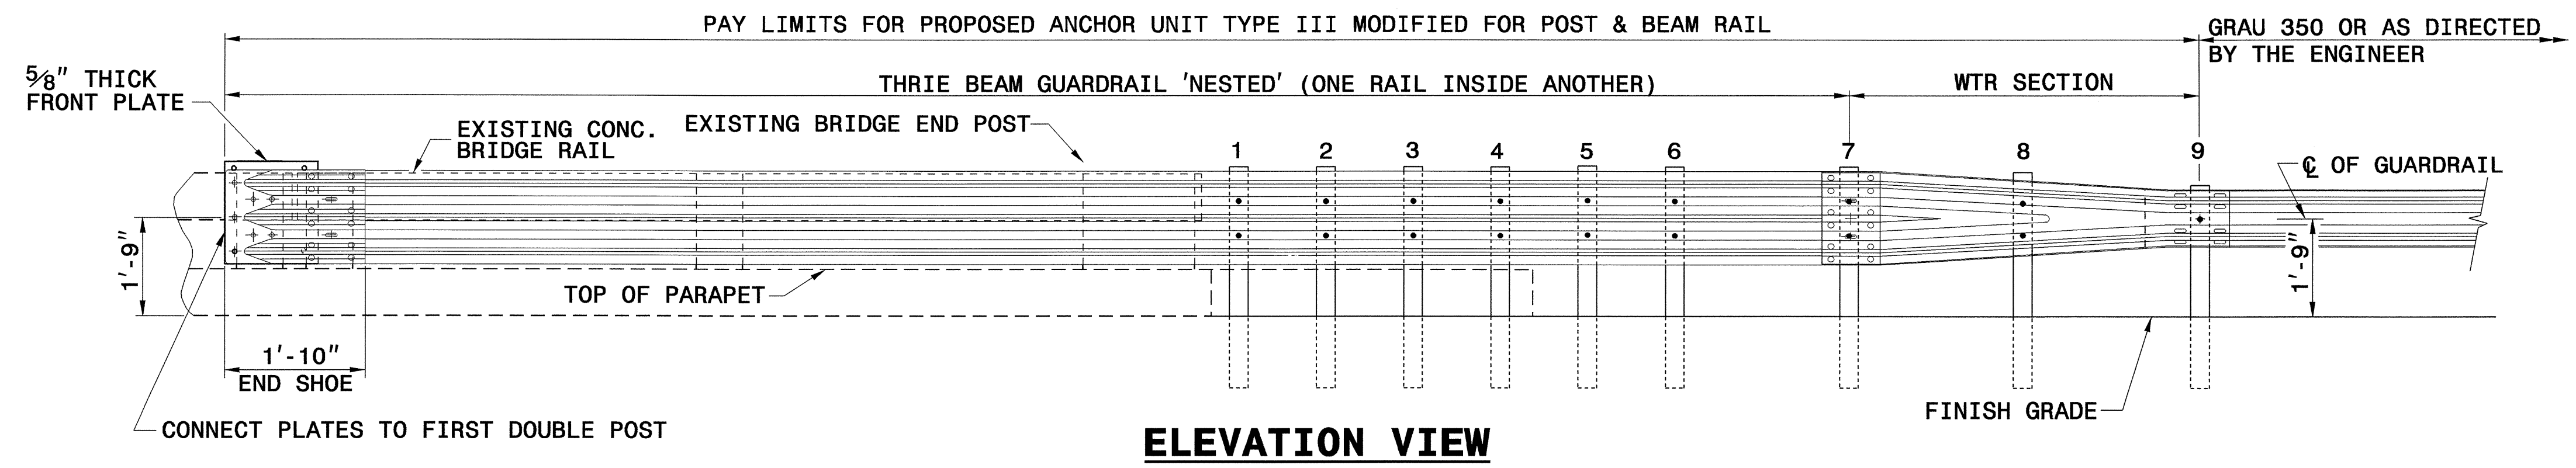 PAY LIMITS FOR PROPOSED ANCHOR UNIT TYPE III MODIFIED FOR POST & BEAM RAIL
GRAU 350 OR AS DIRECTED
BY THE ENGINEER
5/8" THICK
FRONT PLATE
THRIE BEAM GUARDRAIL 'NESTED' (ONE RAIL INSIDE ANOTHER)
WTR SECTION
EXISTING CONC.
BRIDGE RAIL
EXISTING BRIDGE END POST
1 2 3 4 5 6 7 8 9
℄ OF GUARDRAIL
1'-9"
1'-9"
TOP OF PARAPET
1'-10"
END SHOE
CONNECT PLATES TO FIRST DOUBLE POST
FINISH GRADE
ELEVATION VIEW